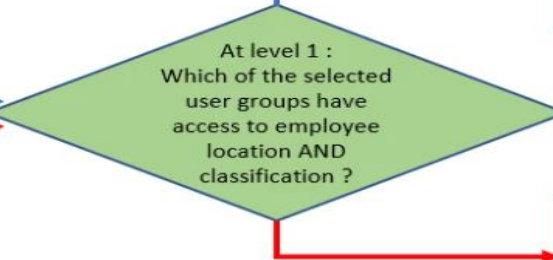 At level 1 :
Which of the selected
user groups have
access to employee
location AND
classification ?